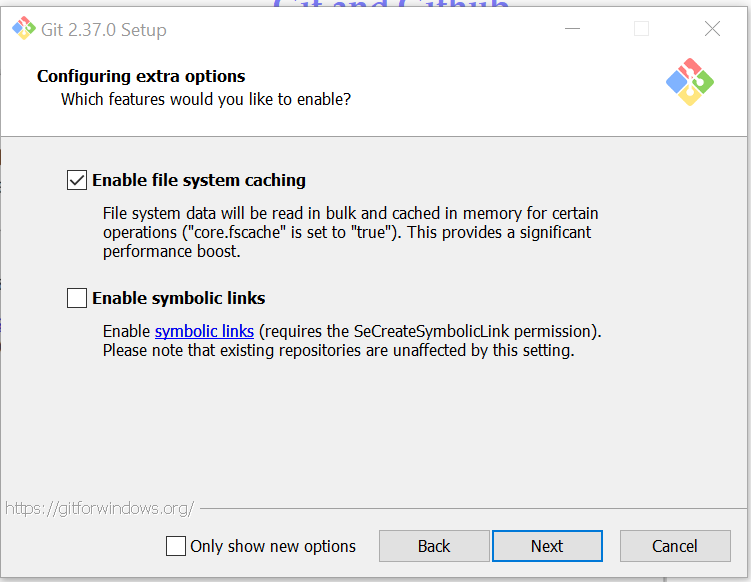 Git and Github
Git 2.37.0 Setup
Configuring extra options
Which features would you like to enable?
Enable file system caching
File system data will be read in bulk and cached in memory for certain
operations ("core.fscache" is set to "true"). This provides a significant
performance boost.
Enable symbolic links
Enable symbolic links (requires the SeCreateSymbolicLink permission).
Please note that existing repositories are unaffected by this setting.
https://gitforwindows.org/
Only show new options
Back
Next
Cancel